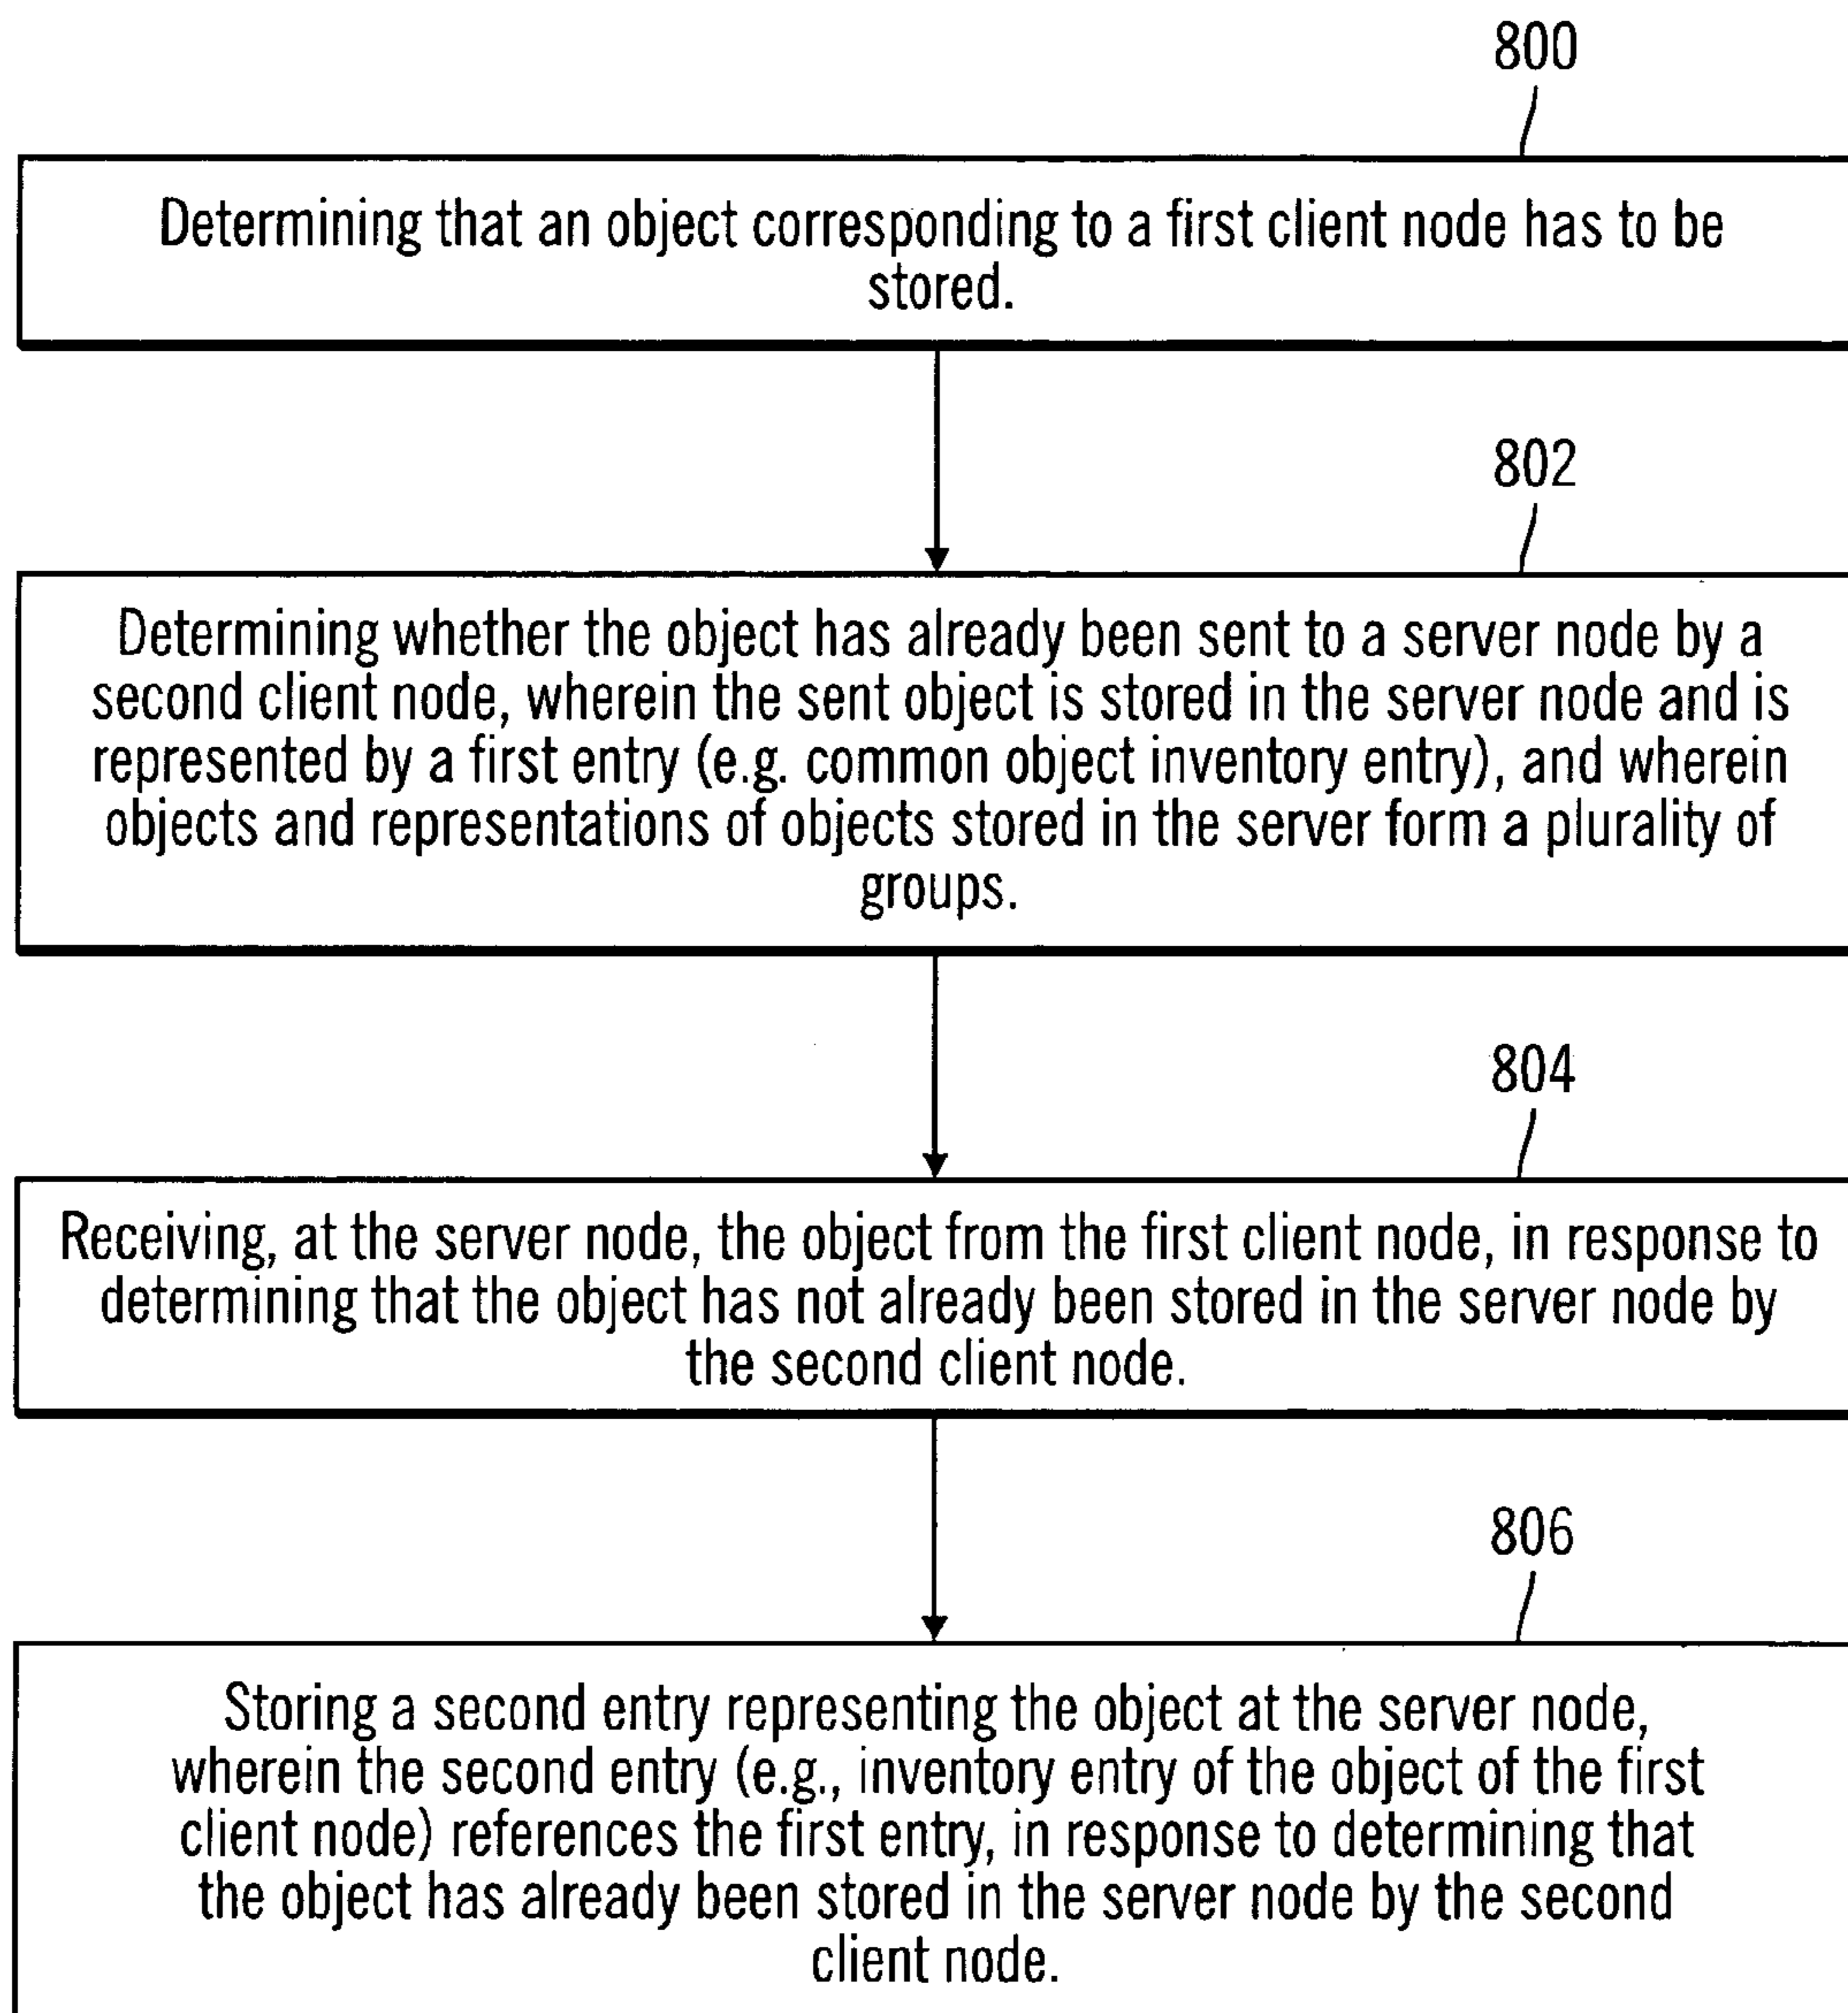 800
Determining that an object corresponding to a first client node has to be
stored.
802
Determining whether the object has already been sent to a server node by a
second client node, wherein the sent object is stored in the server node and is
represented by a first entry (e.g. common object inventory entry), and wherein
objects and representations of objects stored in the server form a plurality of
groups.
804
Receiving, at the server node, the object from the first client node, in response to
determining that the object has not already been stored in the server node by
the second client node.
806
Storing a second entry representing the object at the server node,
wherein the second entry (e.g., inventory entry of the object of the first
client node) references the first entry, in response to determining that
the object has already been stored in the server node by the second
client node.